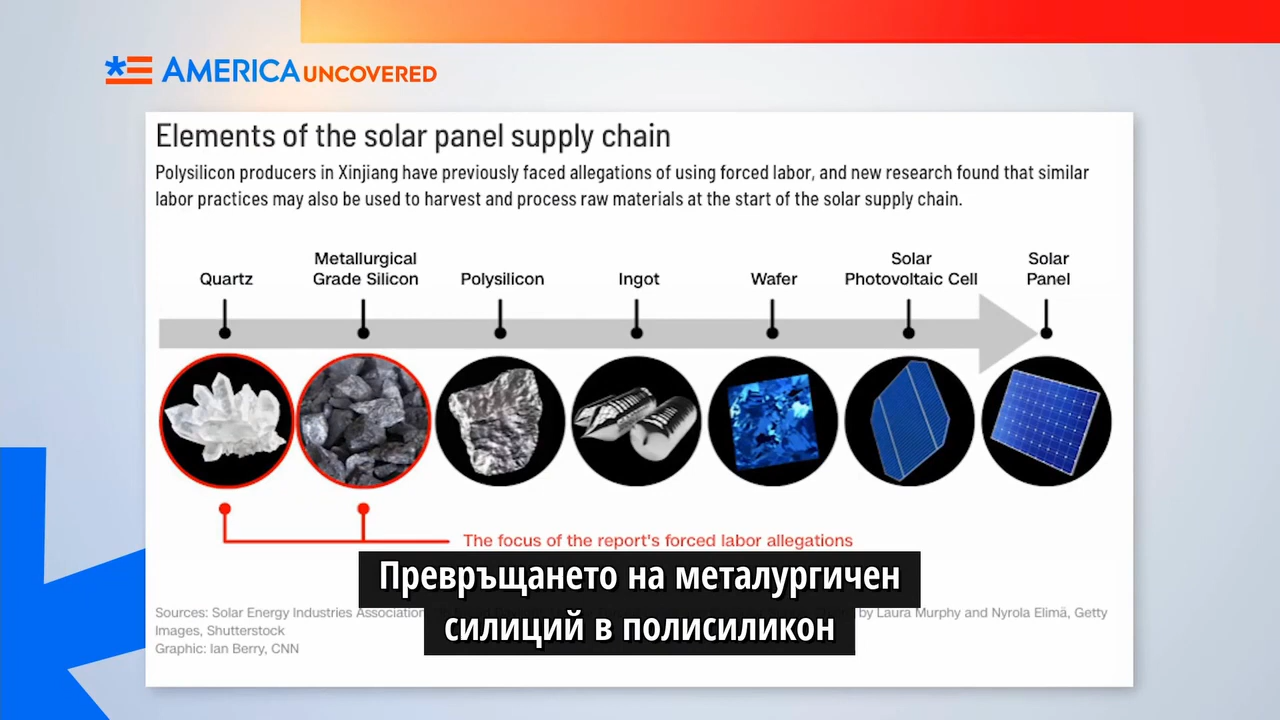 AMERICA UNCOVERED
Elements of the solar panel supply chain
Polysilicon producers in Xinjiang have previously faced allegations of using forced labor, and new research found that similar
labor practices may also be used to harvest and process raw materials at the start of the solar supply chain.
Quartz
Metallurgical
Grade Silicon
Polysilicon
Ingot
Wafer
Solar
Photovoltaic Cell
Solar
Panel
The focus of the report's forced labor allegations
Превръщането на металургичен
силиций в полисиликон
Sources: Solar Energy Industries Association by Laura Murphy and Nyrola Elimä, Getty
Images, Shutterstock
Graphic: Ian Berry, CNN